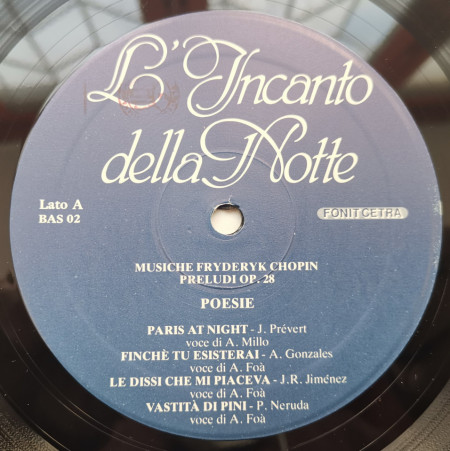 L'Incanto
della Notte
Lato A
BAS 02
FONIT CETRA
MUSICHE FRYDERYK CHOPIN
PRELUDI OP. 28
POESIE
PARIS AT NIGHT - J. Prévert
voce di A. Millo
FINCHÈ TU ESISTERAI - A. Gonzales
voce di A. Foà
LE DISSI CHE MI PIACEVA - J.R. Jiménez
voce di A. Foà
VASTITÀ DI PINI - P. Neruda
voce di A. Foà